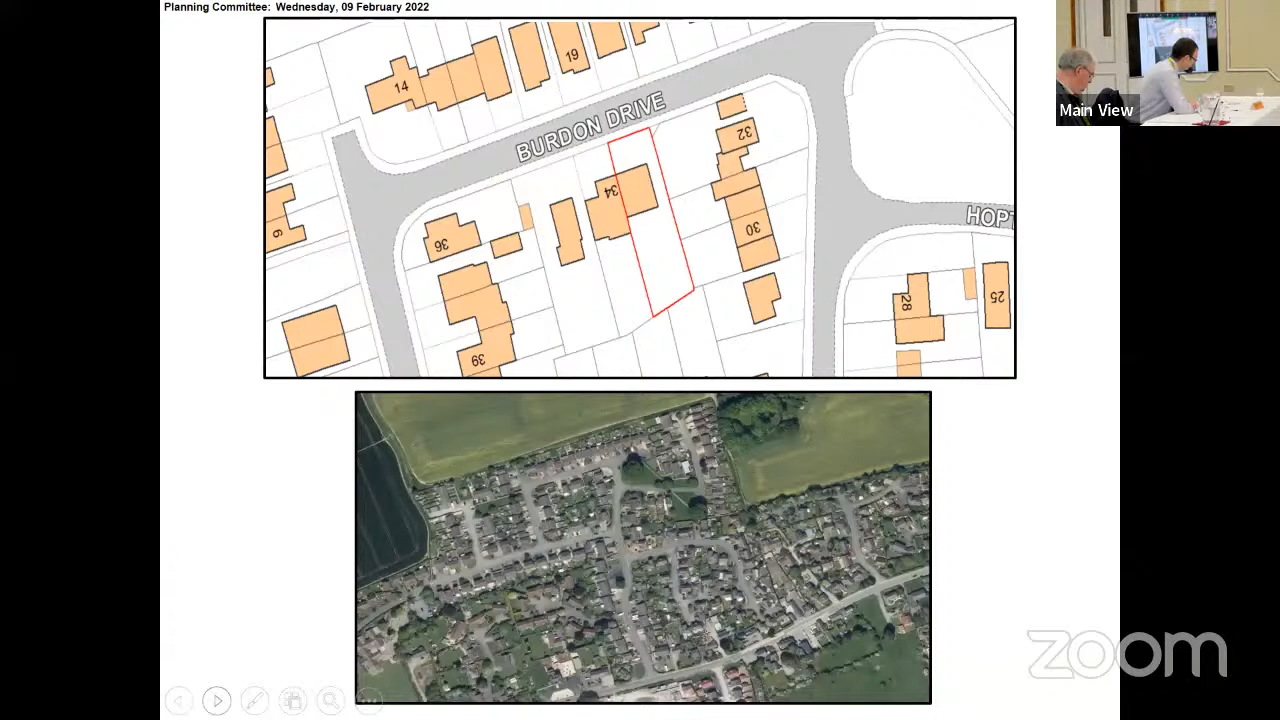 Planning Committee: Wednesday, 09 February 2022
Main View
14
19
BURDON DRIVE
32
34
36
30
6
39
HOPT
28
25
zoom